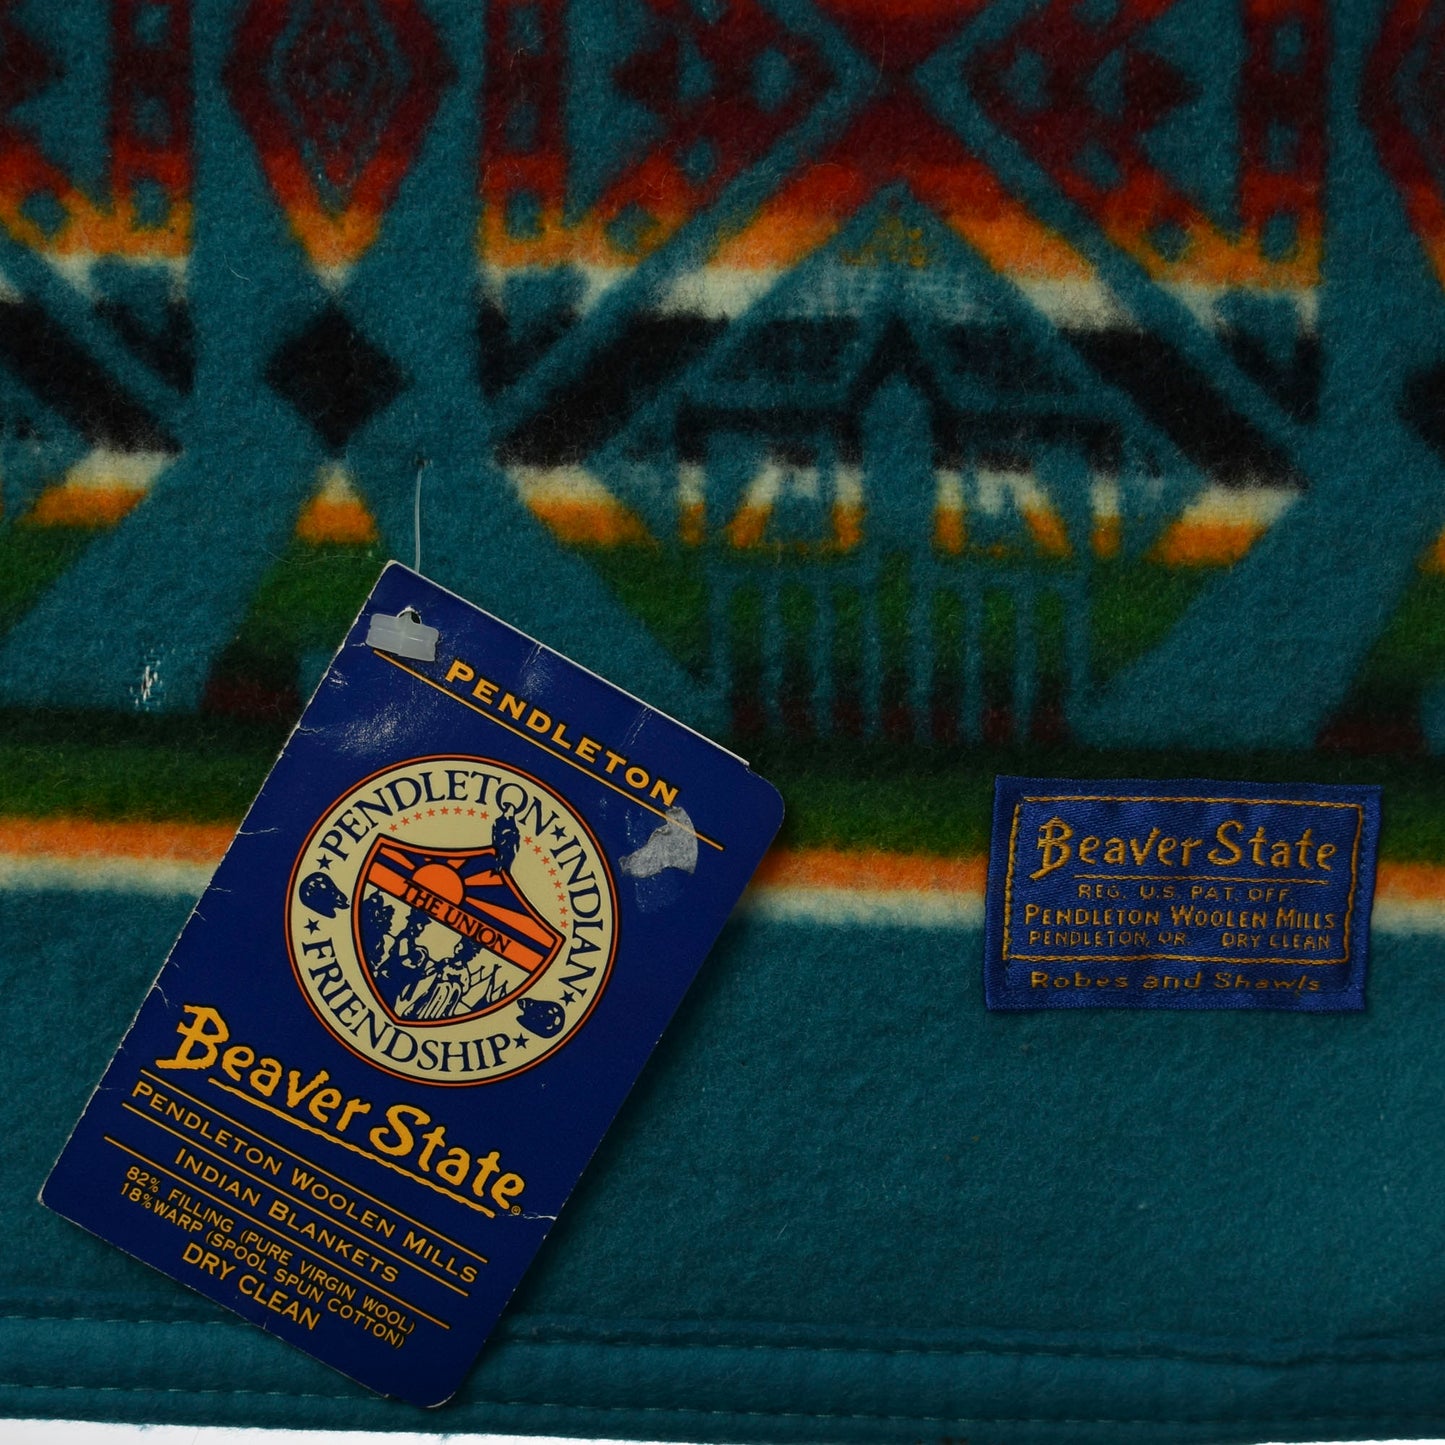 PENDLETON
PENDLETON★INDIAN★
★FRIENDSHIP★
THE UNION
Beaver State®
PENDLETON WOOLEN MILLS
INDIAN BLANKETS
82% FILLING (PURE VIRGIN WOOL)
18% WARP (SPOOL SPUN COTTON)
DRY CLEAN
Beaver State
REG. U.S. PAT. OFF.
PENDLETON WOOLEN MILLS
PENDLETON, OR. DRY CLEAN
Robes and Shawls